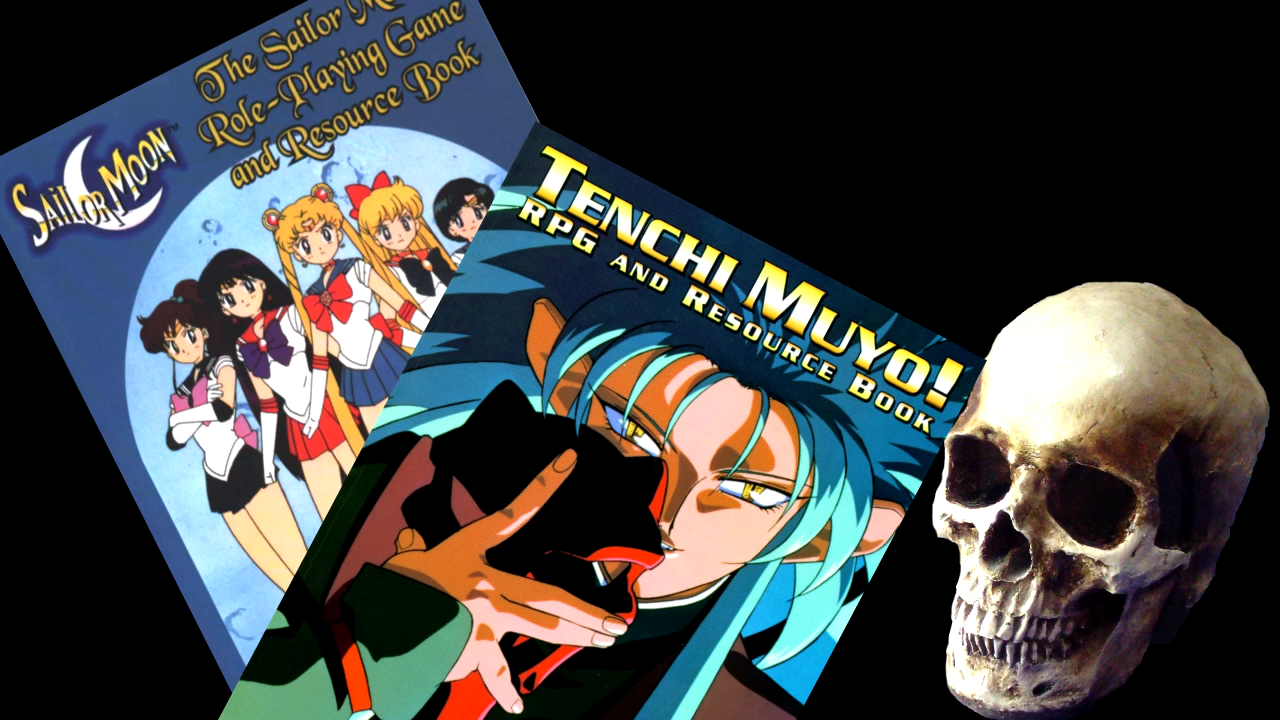 The Sailor M
Role-Playing Game
and Resource Book
SAILOR MOON
TENCHI MUYO!
RPG AND RESOURCE BOOK